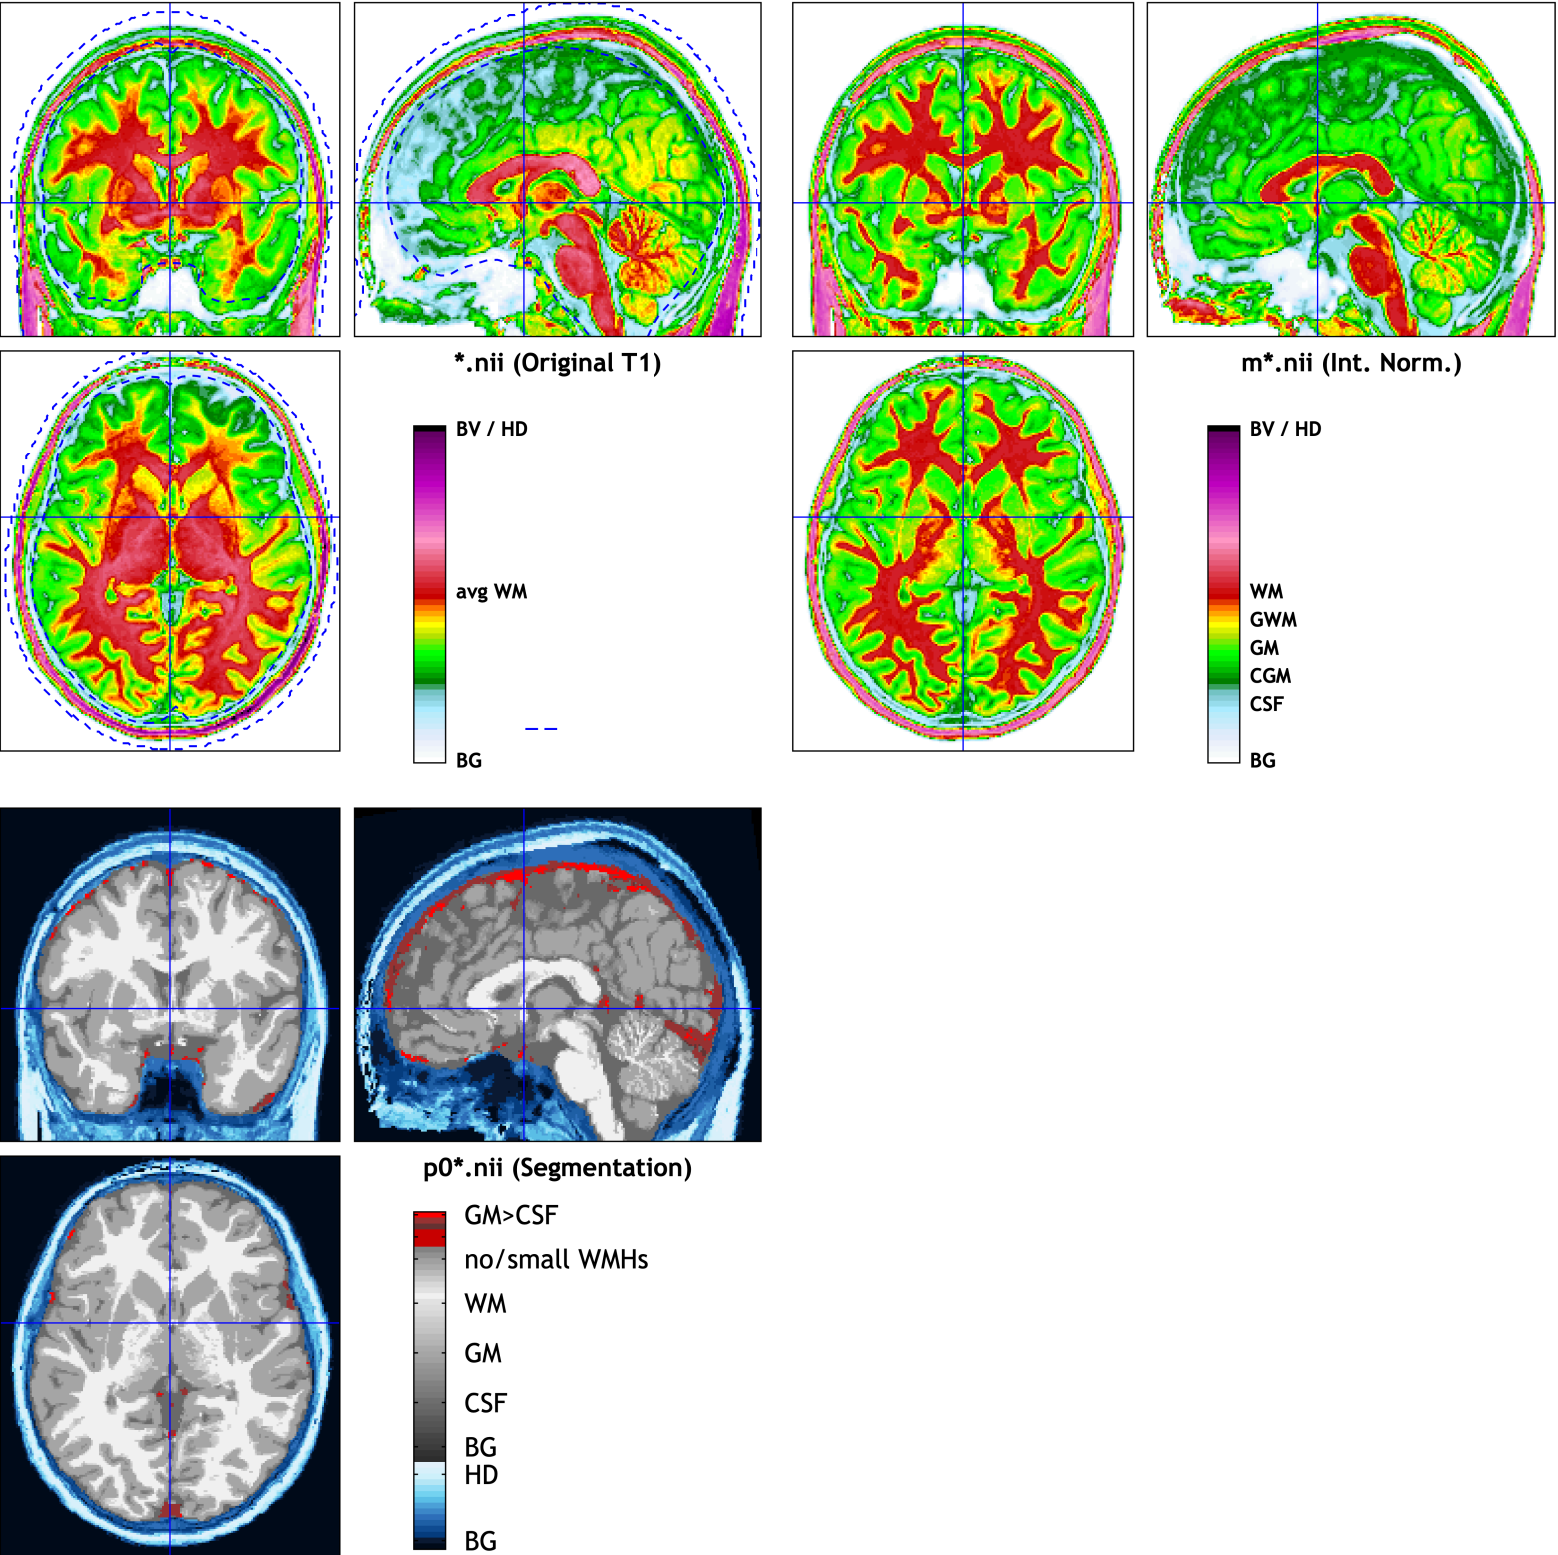 *.nii (Original T1)
BV / HD
avg WM
BG
m*.nii (Int. Norm.)
BV / HD
WM
GWM
GM
CGM
CSF
BG
p0*.nii (Segmentation)
GM>CSF
no/small WMHs
WM
GM
CSF
BG
HD
BG